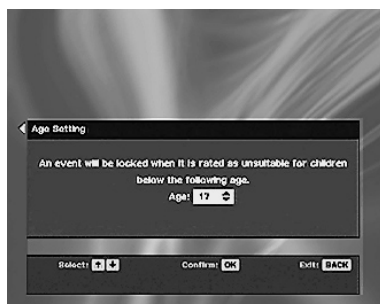 Age Setting
An event will be locked when it is rated as unsuitable for children
below the following age.
Age: 17
Select: Confirm: OK Exit: BACK